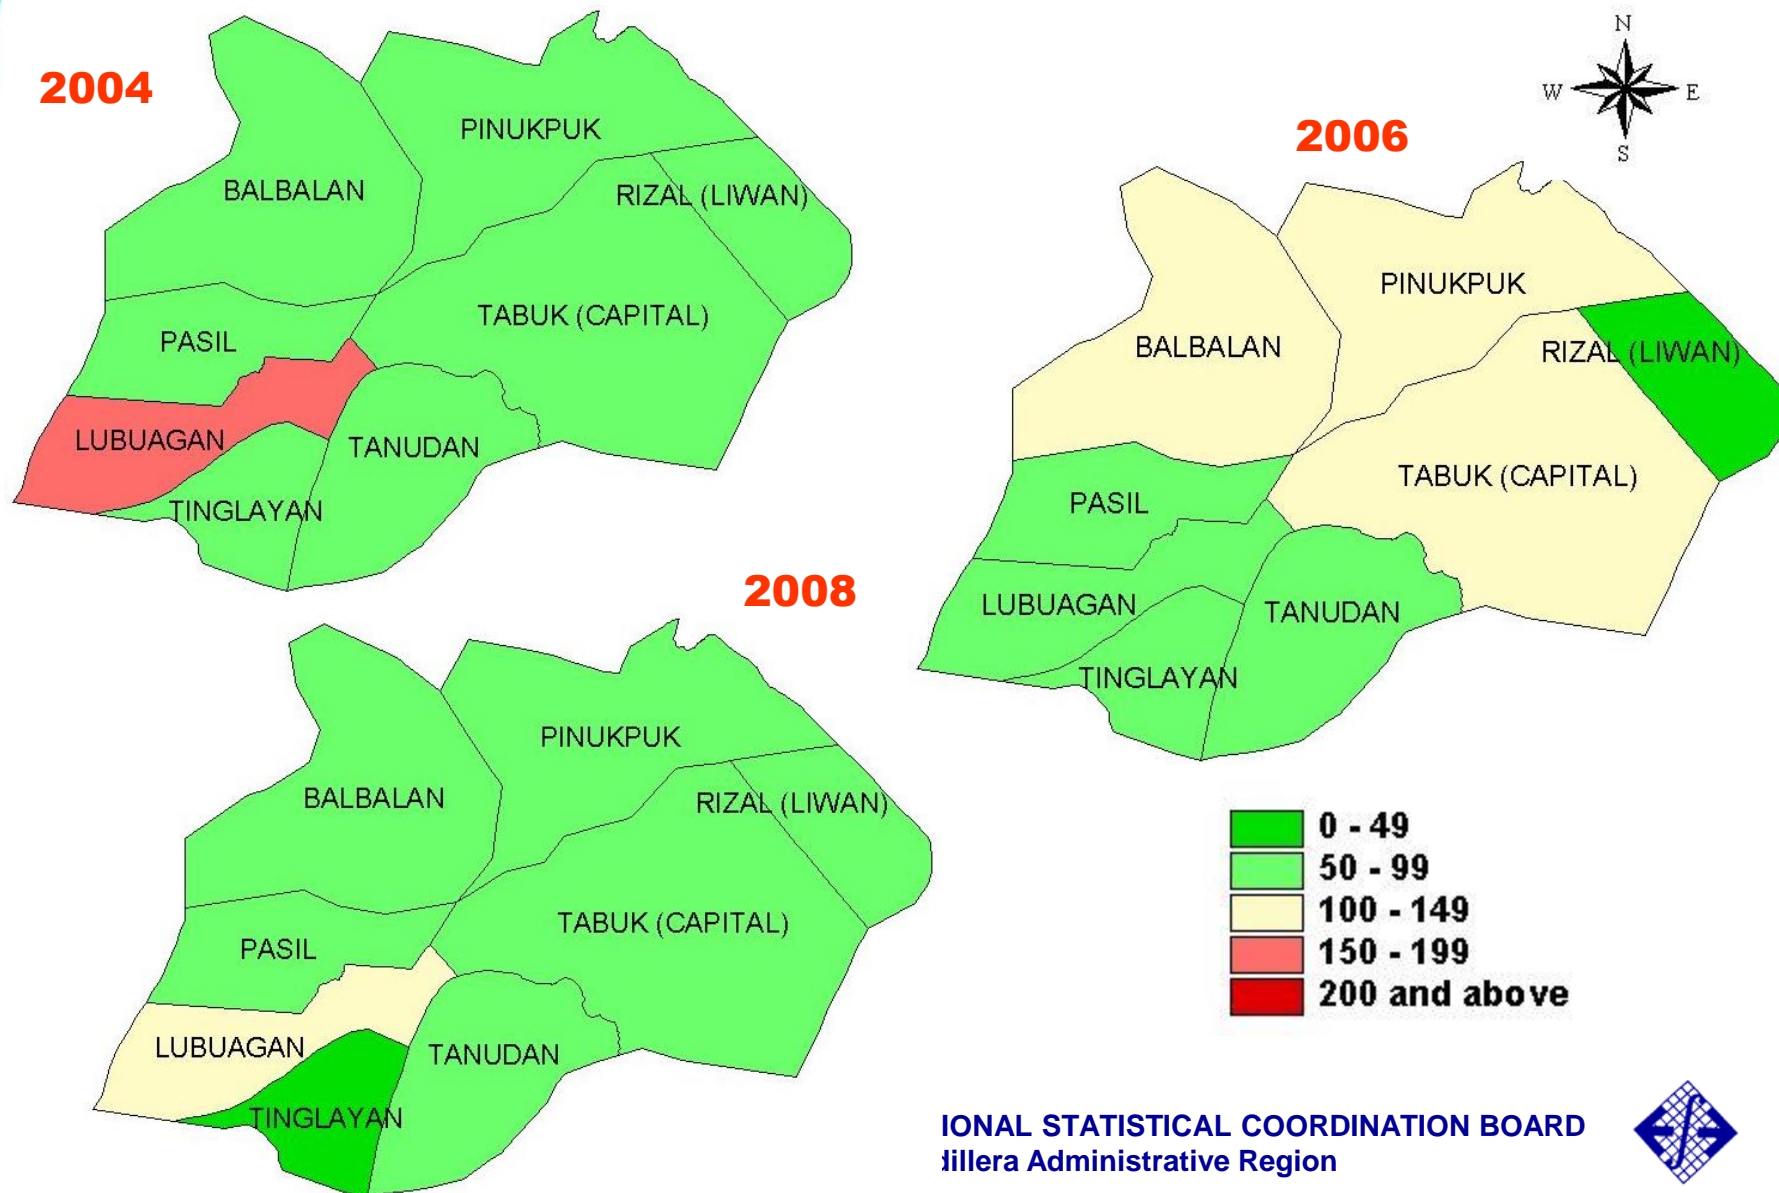 2004
PINUKPUK
BALBALAN
RIZAL (LIWAN)
TABUK (CAPITAL)
PASIL
LUBUAGAN
TANUDAN
TINGLAYAN
N
W E
S
2006
PINUKPUK
BALBALAN
RIZAL (LIWAN)
TABUK (CAPITAL)
PASIL
LUBUAGAN
TANUDAN
TINGLAYAN
2008
PINUKPUK
BALBALAN
RIZAL (LIWAN)
TABUK (CAPITAL)
PASIL
LUBUAGAN
TANUDAN
TINGLAYAN
0 - 49
50 - 99
100 - 149
150 - 199
200 and above
IONAL STATISTICAL COORDINATION BOARD
dillera Administrative Region